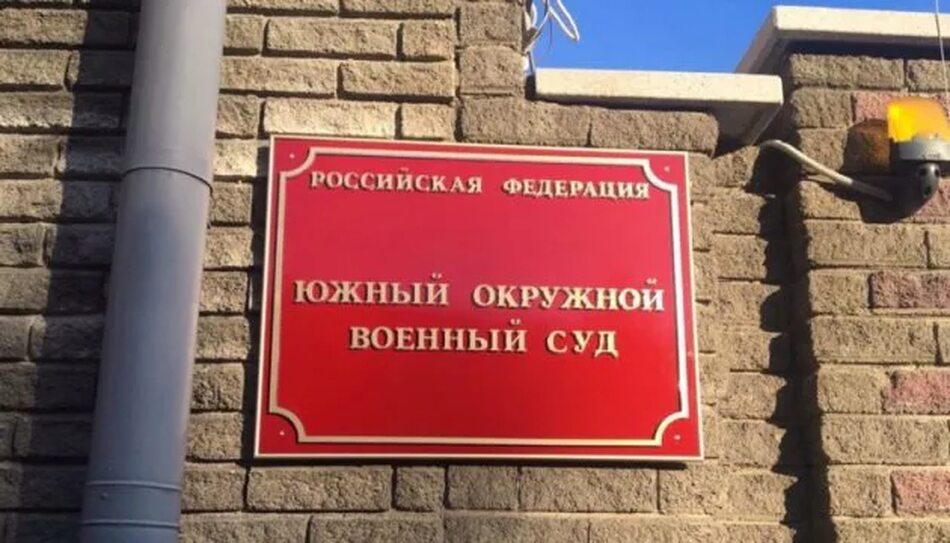 РОССИЙСКАЯ ФЕДЕРАЦИЯ
ЮЖНЫЙ ОКРУЖНОЙ
ВОЕННЫЙ СУД